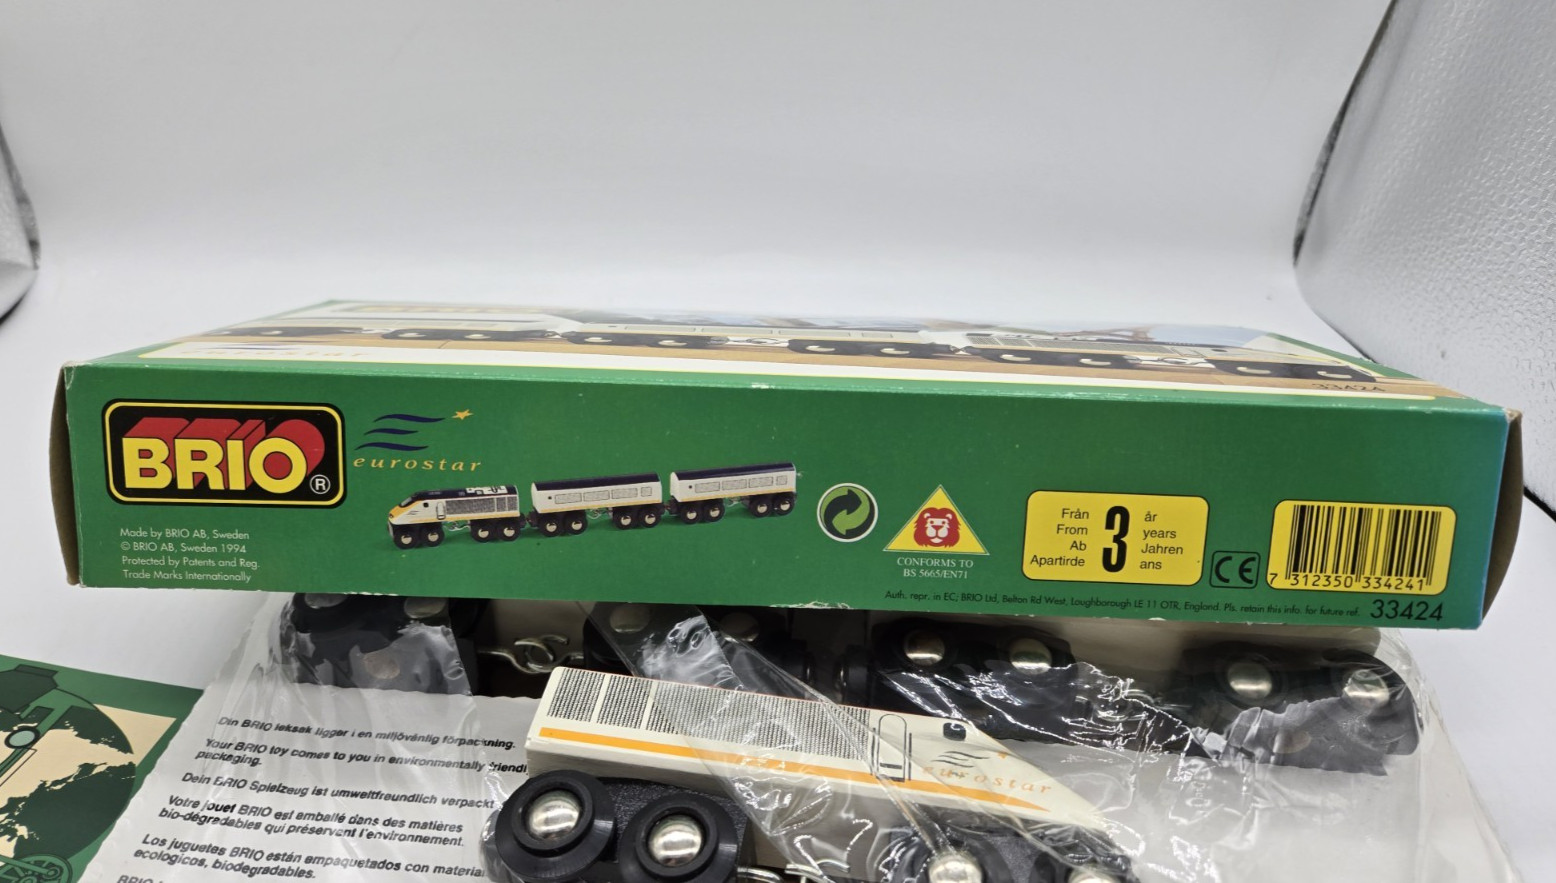 eurostar
33424
BRIO®
eurostar
Made by BRIO AB, Sweden
© BRIO AB, Sweden 1994
Protected by Patents and Reg.
Trade Marks Internationally
CONFORMS TO
BS 5665/EN71
Från
From
Ab
Apartirde
3
år
years
Jahren
ans
CE
7 312350 334241
Auth. repr. in EC; BRIO Ltd, Belton Rd West, Loughborough LE 11 OTR, England. Pls. retain this info. for future ref. 33424
eurostar
Din BRIO leksak ligger i en miljövänlig förpackning.
Your BRIO toy comes to you in environmentally friendl
packaging.
Dein BRIO Spielzeug ist umweltfreundlich verpackt
Votre jouet BRIO est emballé dans des matières
bio-dégradables qui préservent l'environnement.
Los juguetes BRIO están empaquetados con material
ecológicos, biodegradables.
BRIO